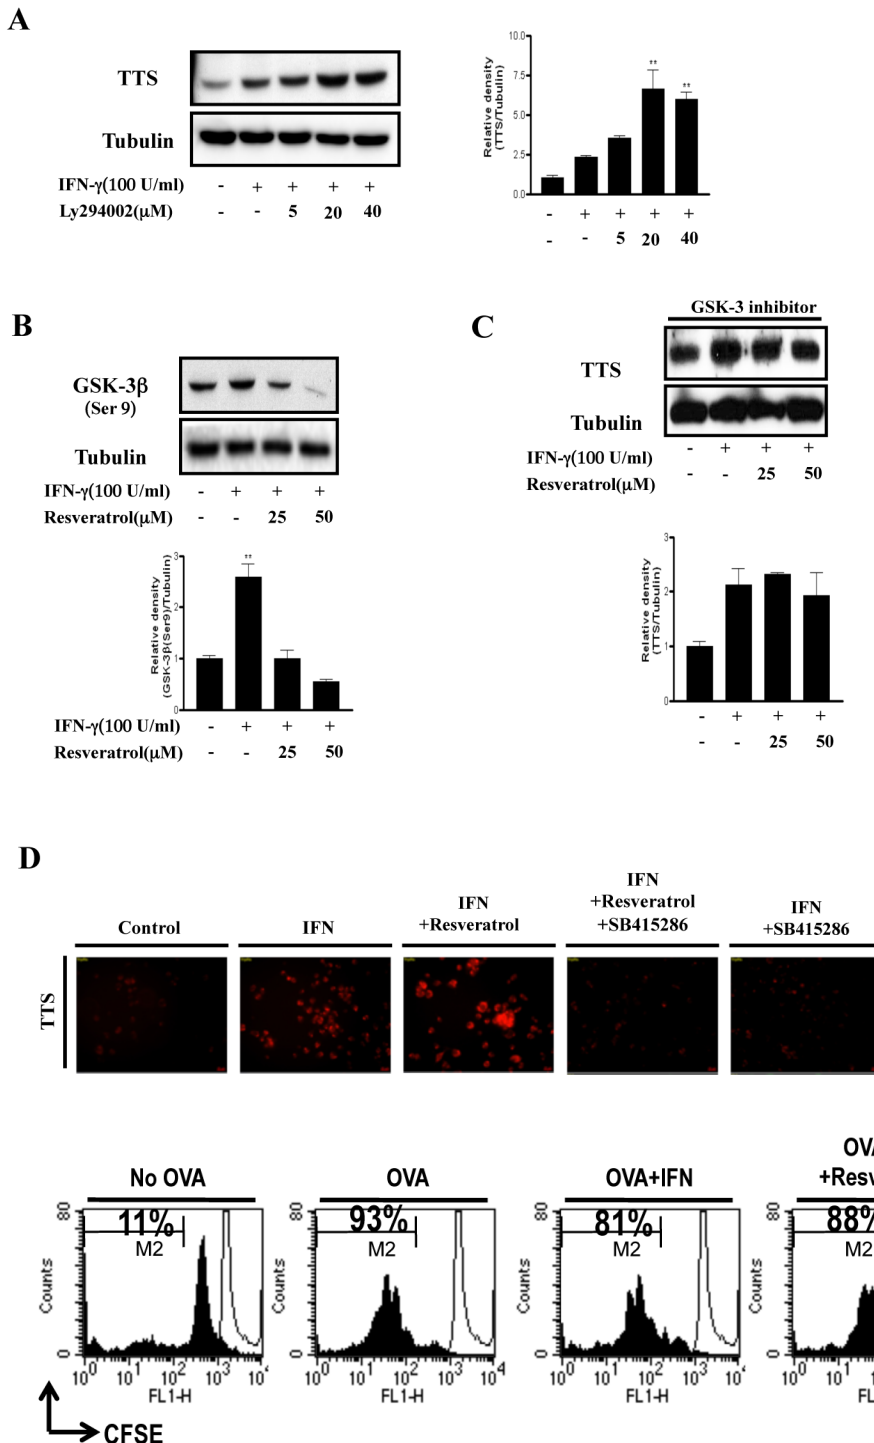 A
TTS
Tubulin
IFN-γ(100 U/ml) - + + + +
Ly294002(μM) - - 5 20 40
Relative density
(TTS/Tubulin)
10.0
7.5
5.0
2.5
0.0
** **
- + + + +
- - 5 20 40
B
GSK-3β
(Ser 9)
Tubulin
IFN-γ(100 U/ml) - + + +
Resveratrol(μM) - - 25 50
Relative density
(GSK-3β(Ser9)/Tubulin)
3
2
1
0
**
IFN-γ(100 U/ml) - + + +
Resveratrol(μM) - - 25 50
C
GSK-3 inhibitor
TTS
Tubulin
IFN-γ(100 U/ml) - + + +
Resveratrol(μM) - - 25 50
Relative density
(TTS/Tubulin)
3
2
1
0
- + + +
- - 25 50
D
Control
IFN
IFN
+Resveratrol
IFN
+Resveratrol
+SB415286
IFN
+SB415286
TTS
No OVA
80
11%
M2
Counts
0
10⁰ 10¹ 10² 10³ 10⁴
FL1-H
OVA
80
93%
M2
Counts
0
10⁰ 10¹ 10² 10³ 10⁴
FL1-H
OVA+IFN
80
81%
M2
Counts
0
10⁰ 10¹ 10² 10³ 10⁴
FL1-H
OVA
+Resv
80
88%
M2
Counts
0
10⁰ 10¹
FL
CFSE